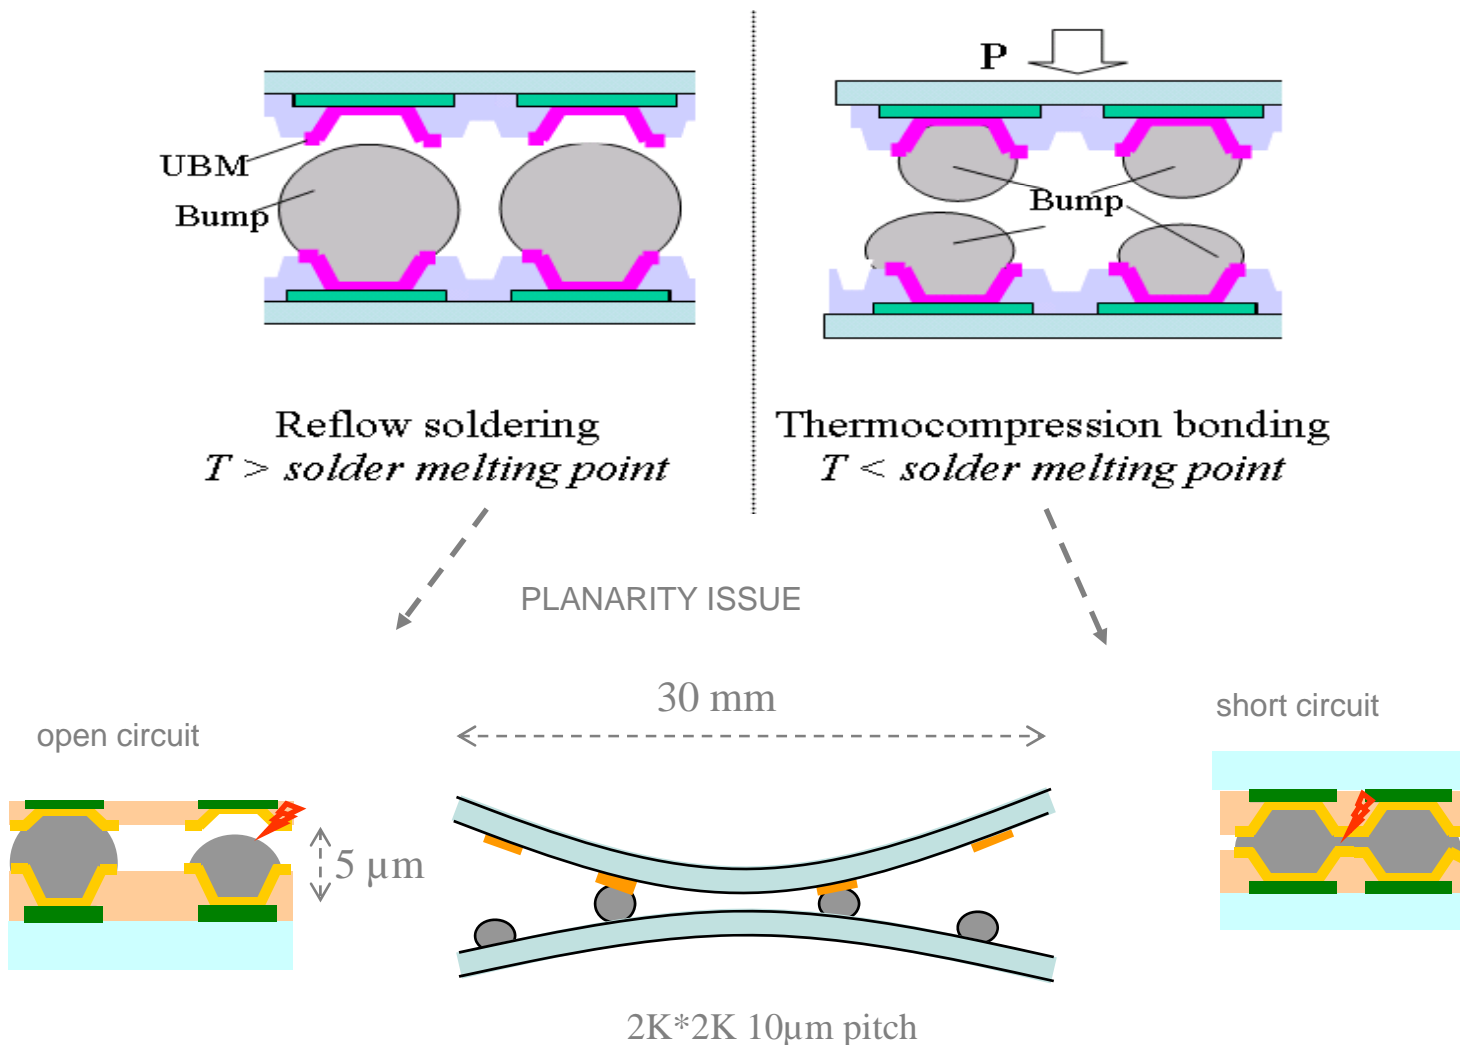 P
UBM
Bump
Bump
Reflow soldering
T > solder melting point
Thermocompression bonding
T < solder melting point
PLANARITY ISSUE
30 mm
open circuit
short circuit
5 µm
2K*2K 10µm pitch